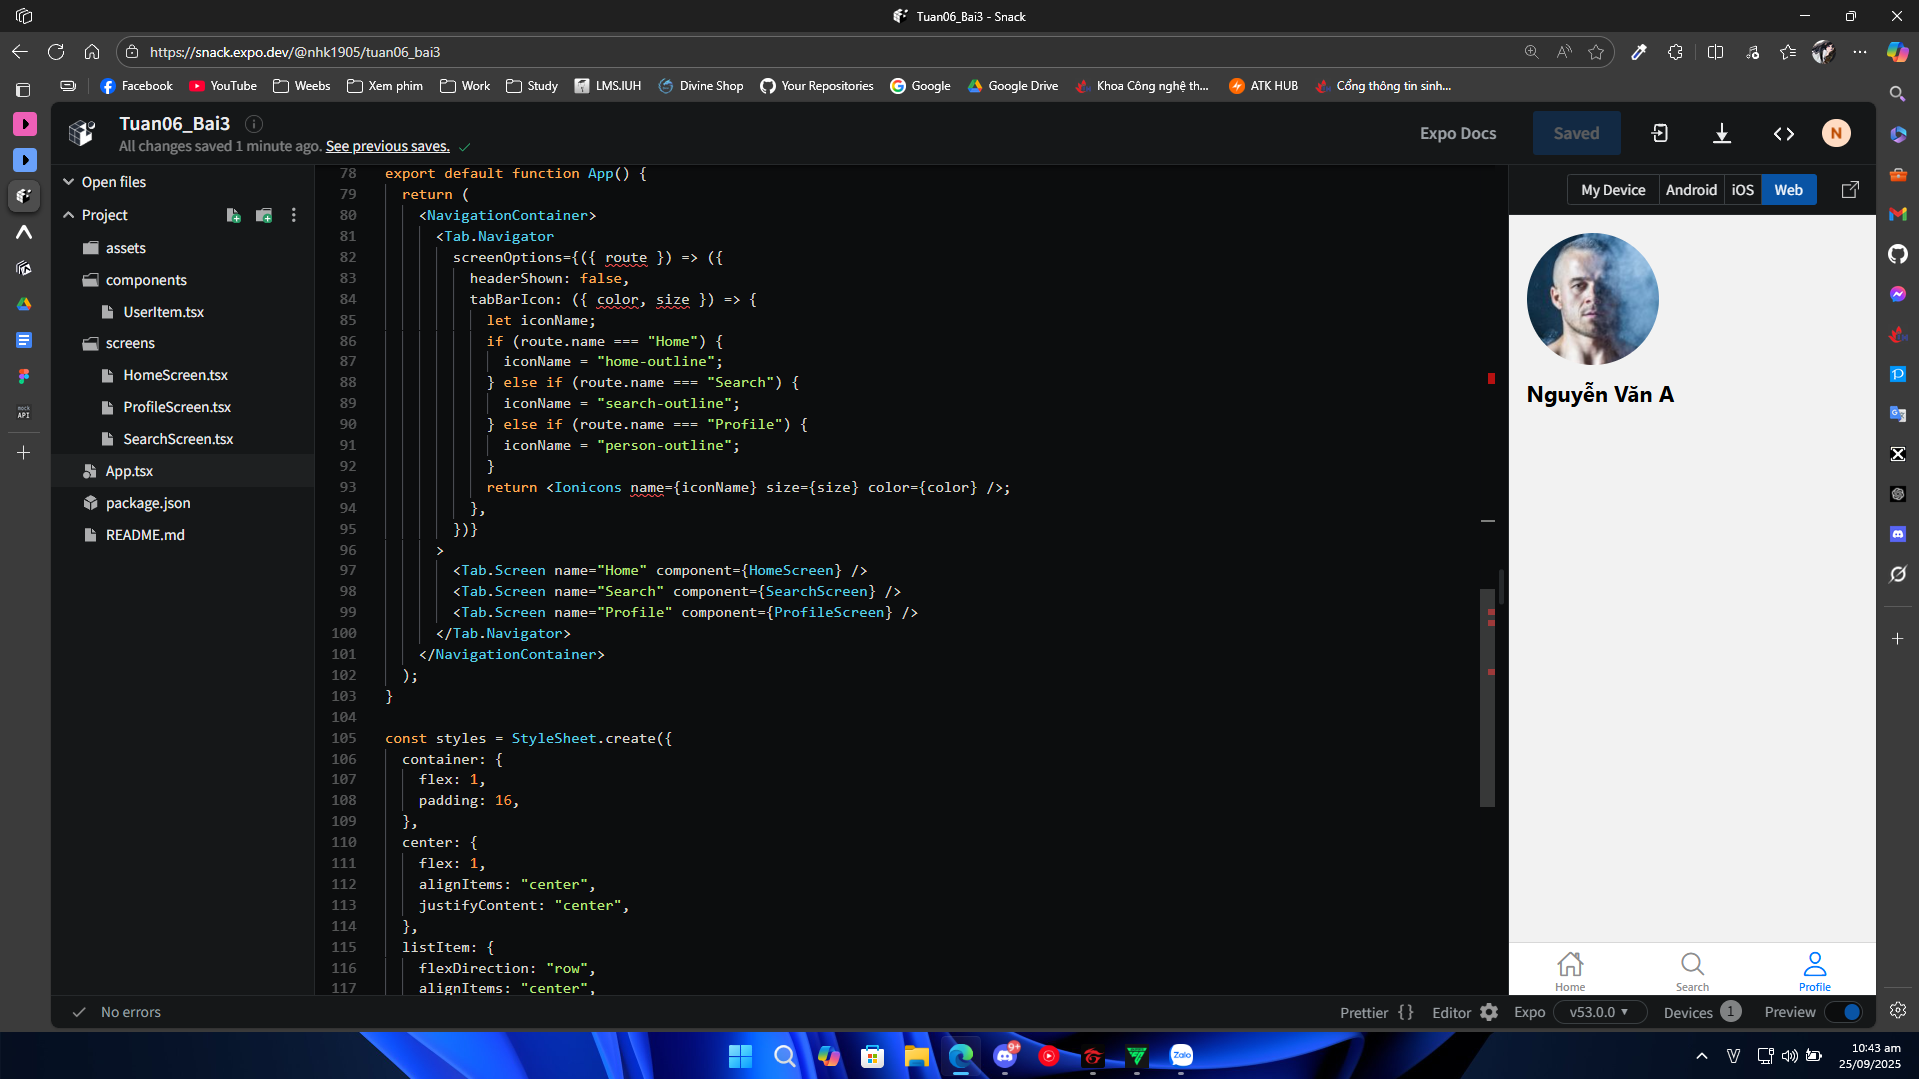 Tuan06_Bai3 - Snack
https://snack.expo.dev/@nhk1905/tuan06_bai3
Facebook YouTube Weebs Xem phim Work Study LMS.IUH Divine Shop Your Repositories Google Google Drive Khoa Công nghệ th... ATK HUB Cổng thông tin sinh...
Tuan06_Bai3
All changes saved 1 minute ago. See previous saves.
Expo Docs Saved N
Open files
Project
assets
components
UserItem.tsx
screens
HomeScreen.tsx
ProfileScreen.tsx
SearchScreen.tsx
App.tsx
package.json
README.md
78 export default function App() {
79 return (
80 <NavigationContainer>
81 <Tab.Navigator
82 screenOptions={({ route }) => ({
83 headerShown: false,
84 tabBarIcon: ({ color, size }) => {
85 let iconName;
86 if (route.name === "Home") {
87 iconName = "home-outline";
88 } else if (route.name === "Search") {
89 iconName = "search-outline";
90 } else if (route.name === "Profile") {
91 iconName = "person-outline";
92 }
93 return <Ionicons name={iconName} size={size} color={color} />;
94 },
95 })}
96 >
97 <Tab.Screen name="Home" component={HomeScreen} />
98 <Tab.Screen name="Search" component={SearchScreen} />
99 <Tab.Screen name="Profile" component={ProfileScreen} />
100 </Tab.Navigator>
101 </NavigationContainer>
102 );
103 }
104
105 const styles = StyleSheet.create({
106 container: {
107 flex: 1,
108 padding: 16,
109 },
110 center: {
111 flex: 1,
112 alignItems: "center",
113 justifyContent: "center",
114 },
115 listItem: {
116 flexDirection: "row",
117 alignItems: "center",
My Device Android iOS Web
Nguyễn Văn A
Home Search Profile
No errors
Prettier {} Editor Expo v53.0.0 Devices 1 Preview
mock
API
9+
Zalo
V
10:43 am
25/09/2025